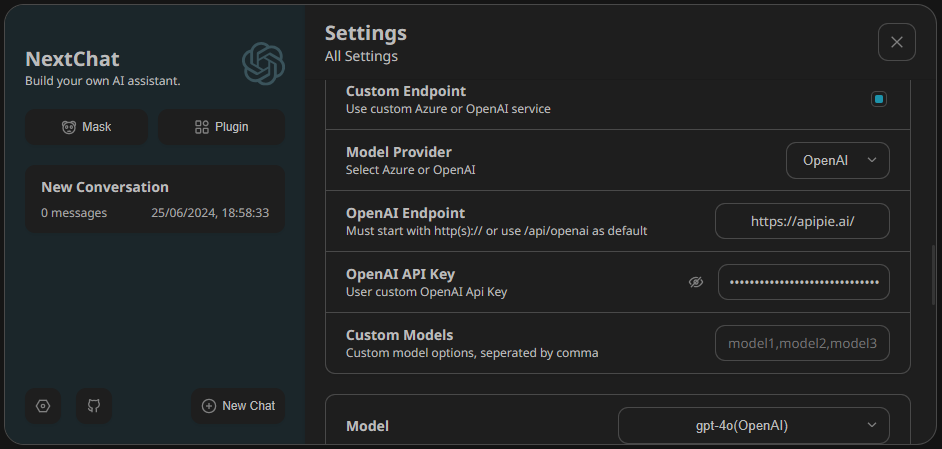 NextChat
Build your own AI assistant.
Mask
Plugin
New Conversation
0 messages
25/06/2024, 18:58:33
New Chat
Settings
All Settings
Custom Endpoint
Use custom Azure or OpenAI service
Model Provider
Select Azure or OpenAI
OpenAI
OpenAI Endpoint
Must start with http(s):// or use /api/openai as default
https://apipie.ai/
OpenAI API Key
User custom OpenAI Api Key
Custom Models
Custom model options, seperated by comma
model1,model2,model3
Model
gpt-4o(OpenAI)